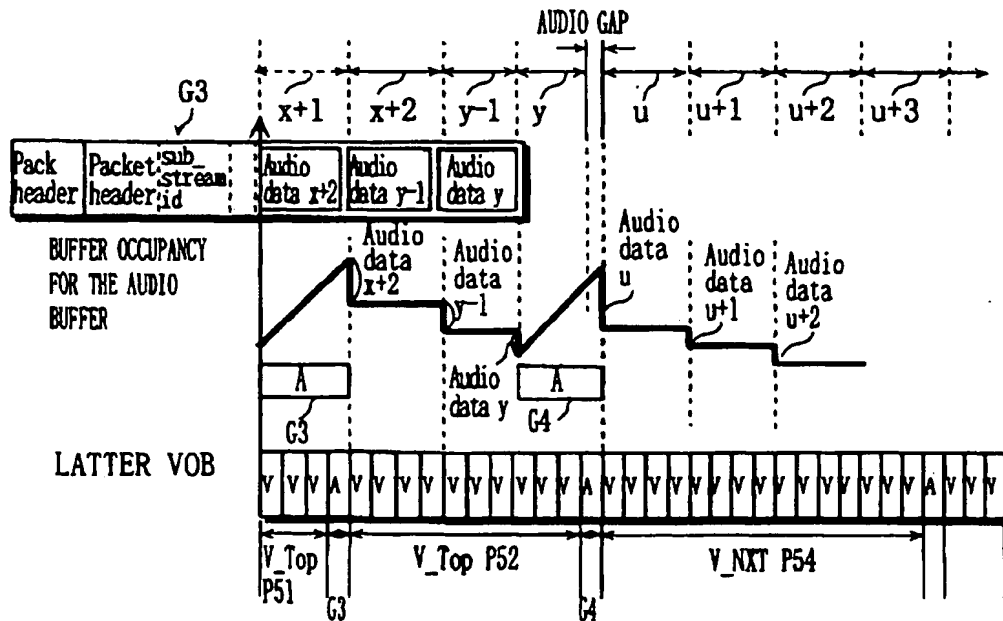 AUDIO GAP
x+1 x+2 y-1 y u u+1 u+2 u+3
G3
Pack header
Packet header
sub_stream id
Audio data x+2
Audio data y-1
Audio data y
BUFFER OCCUPANCY
FOR THE AUDIO
BUFFER
Audio data x+2
Audio data y-1
Audio data y
Audio data u
Audio data u+1
Audio data u+2
A
G3
A
G4
LATTER VOB
V V V A V V V V V V V V V V A V V V V V V V V V V V V V V A V V V
V_Top P51
G3
V_Top P52
G4
V_NXT P54